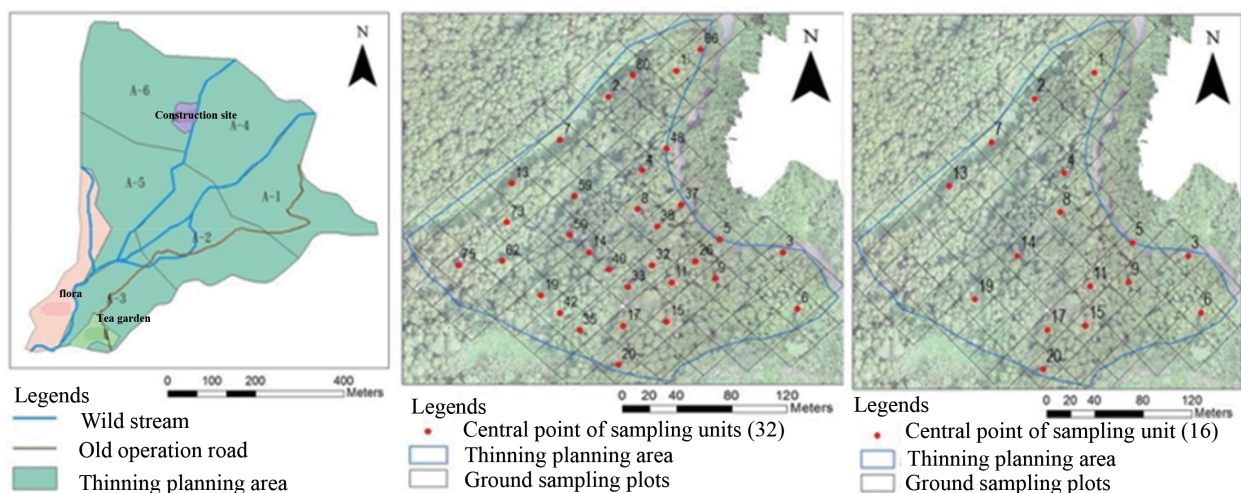 N
A-6
Construction site
A-4
A-5
A-1
A-2
flora
A-3
Tea garden
0 100 200 400
Meters
Legends
Wild stream
Old operation road
Thinning planning area
N
66
1
60
2
7
48
4
13
59
8
37
73
38
50
5
14
3
75
62
40
32
26
9
33
11
19
6
42
35
17
15
20
0 20 40 80 120
Meters
Legends
Central point of sampling units (32)
Thinning planning area
Ground sampling plots
N
1
2
7
4
13
8
5
14
3
11
9
19
6
17
15
20
0 20 40 80 120
Meters
Legends
Central point of sampling unit (16)
Thinning planning area
Ground sampling plots